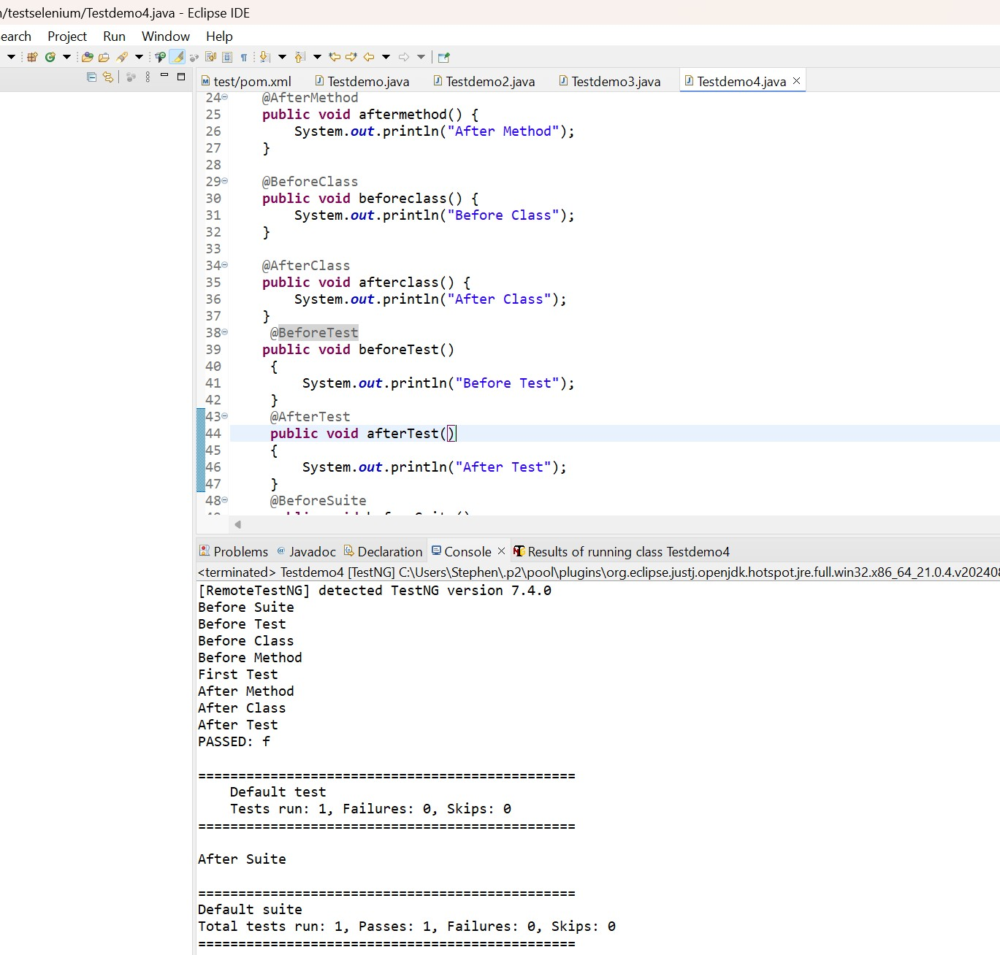 n/testselenium/Testdemo4.java - Eclipse IDE
earch Project Run Window Help
test/pom.xml Testdemo.java Testdemo2.java Testdemo3.java Testdemo4.java
24 @AfterMethod
25 public void aftermethod() {
26 System.out.println("After Method");
27 }
28
29 @BeforeClass
30 public void beforeclass() {
31 System.out.println("Before Class");
32 }
33
34 @AfterClass
35 public void afterclass() {
36 System.out.println("After Class");
37 }
38 @BeforeTest
39 public void beforeTest()
40 {
41 System.out.println("Before Test");
42 }
43 @AfterTest
44 public void afterTest()
45 {
46 System.out.println("After Test");
47 }
48 @BeforeSuite
Problems Javadoc Declaration Console Results of running class Testdemo4
<terminated> Testdemo4 [TestNG] C:\Users\Stephen\.p2\pool\plugins\org.eclipse.justj.openjdk.hotspot.jre.full.win32.x86_64_21.0.4.v20240
[RemoteTestNG] detected TestNG version 7.4.0
Before Suite
Before Test
Before Class
Before Method
First Test
After Method
After Class
After Test
PASSED: f
===============================================
Default test
Tests run: 1, Failures: 0, Skips: 0
===============================================
After Suite
===============================================
Default suite
Total tests run: 1, Passes: 1, Failures: 0, Skips: 0
===============================================